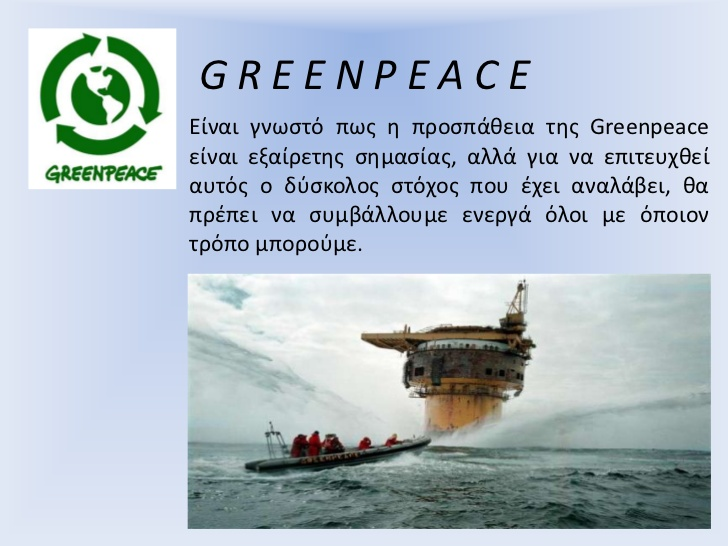 GREENPEACE
G R E E N P E A C E
Είναι γνωστό πως η προσπάθεια της Greenpeace
είναι εξαίρετης σημασίας, αλλά για να επιτευχθεί
αυτός ο δύσκολος στόχος που έχει αναλάβει, θα
πρέπει να συμβάλλουμε ενεργά όλοι με όποιον
τρόπο μπορούμε.
GREENPEACE